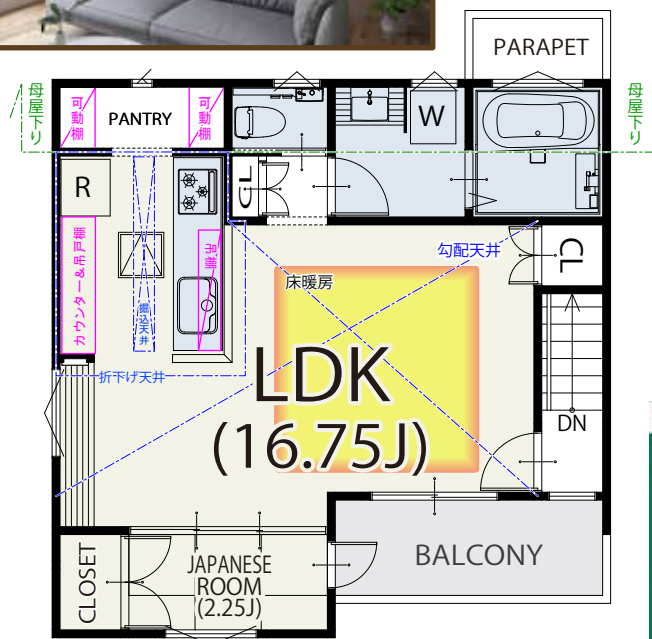 PARAPET
母屋下り
可動棚
PANTRY
可動棚
W
母屋下り
R
CL
カウンター&吊戸棚
吊棚
掘込天井
勾配天井
CL
床暖房
折下げ天井
LDK
(16.75J)
DN
CLOSET
JAPANESE
ROOM
(2.25J)
BALCONY